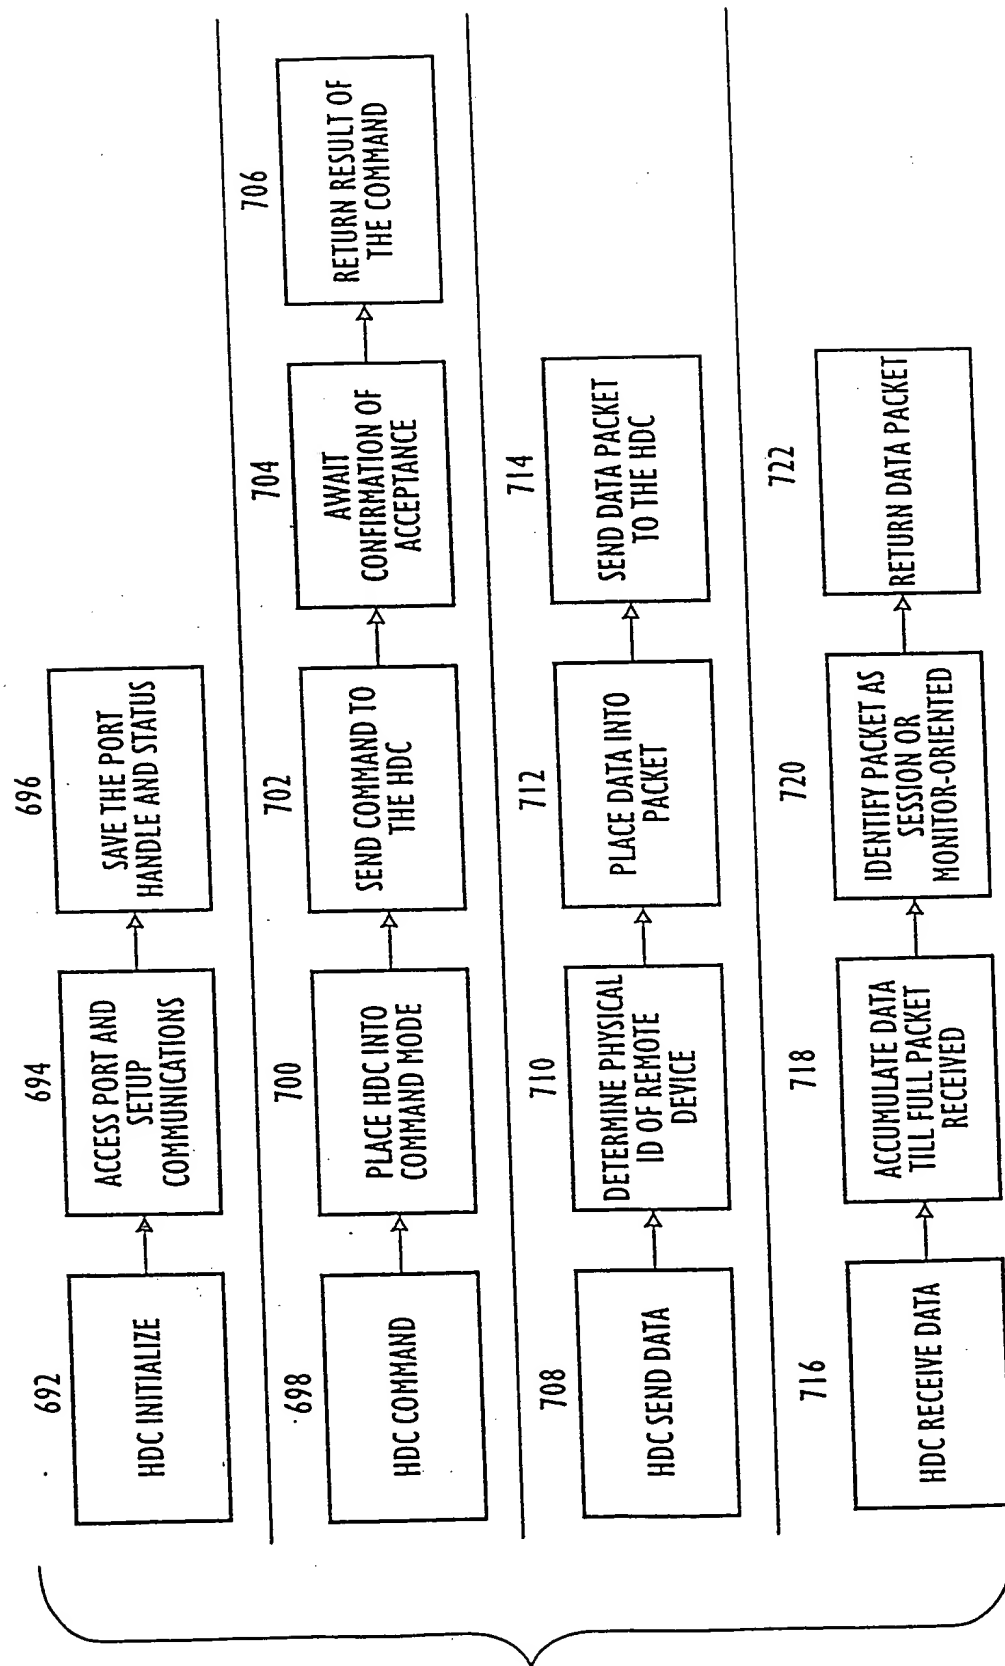 692
HDC INITIALIZE
694
ACCESS PORT AND
SETUP
COMMUNICATIONS
696
SAVE THE PORT
HANDLE AND STATUS
698
HDC COMMAND
700
PLACE HDC INTO
COMMAND MODE
702
SEND COMMAND TO
THE HDC
704
AWAIT
CONFIRMATION OF
ACCEPTANCE
706
RETURN RESULT OF
THE COMMAND
708
HDC SEND DATA
710
DETERMINE PHYSICAL
ID OF REMOTE
DEVICE
712
PLACE DATA INTO
PACKET
714
SEND DATA PACKET
TO THE HDC
716
HDC RECEIVE DATA
718
ACCUMULATE DATA
TILL FULL PACKET
RECEIVED
720
IDENTIFY PACKET AS
SESSION OR
MONITOR-ORIENTED
722
RETURN DATA PACKET